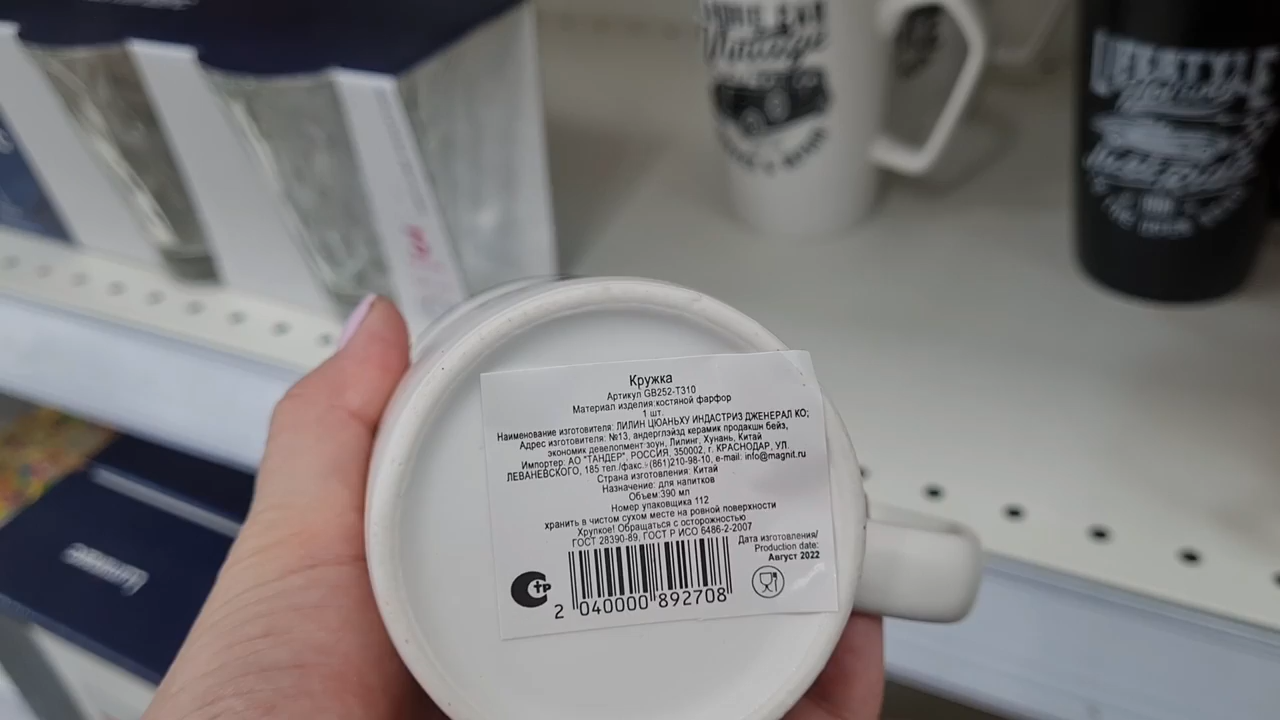 Vintage
LIFESTYLE
Luminarc
Кружка
Артикул GB252-T310
Материал изделия:костяной фарфор
1 шт.
Наименование изготовителя: ЛИЛИН ЦЮАНЬХУ ИНДАСТРИЗ ДЖЕНЕРАЛ КО;
Адрес изготовителя: №13, андерглэйзд керамик продакшн бейз,
экономик девелопмент зоун, Лилинг, Хунань, Китай
Импортер: АО "ТАНДЕР", РОССИЯ, 350002, г. КРАСНОДАР, УЛ.
ЛЕВАНЕВСКОГО, 185 тел./факс.:(861)210-98-10, e-mail: info@magnit.ru
Страна изготовления: Китай
Назначение: для напитков
Объем:390 мл
Номер упаковщика 112
хранить в чистом сухом месте на ровной поверхности
Хрупкое! Обращаться с осторожностью
ГОСТ 28390-89, ГОСТ Р ИСО 6486-2-2007
Дата изготовления/
Production date:
Август 2022
2 040000 892708